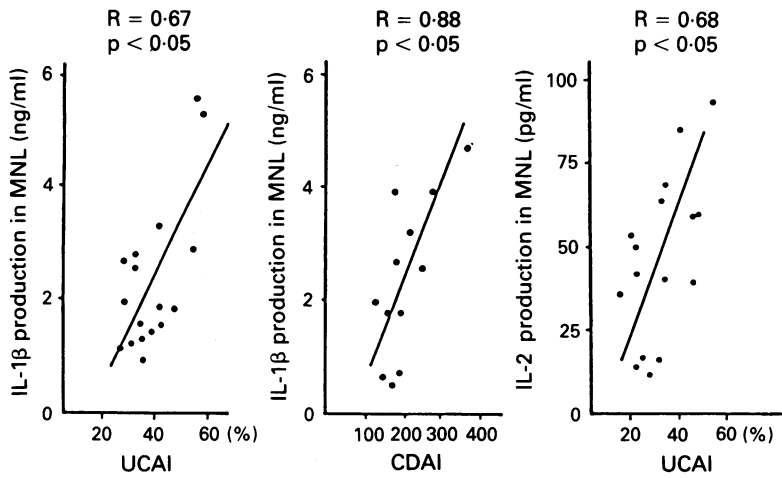 R = 0·67
p < 0·05
IL-1β production in MNL (ng/ml)
6
4
2
0
20 40 60 (%)
UCAI
R = 0·88
p < 0·05
IL-1β production in MNL (ng/ml)
6
4
2
0
100 200 300 400
CDAI
R = 0·68
p < 0·05
IL-2 production in MNL (pg/ml)
100
75
50
25
0
20 40 60 (%)
UCAI